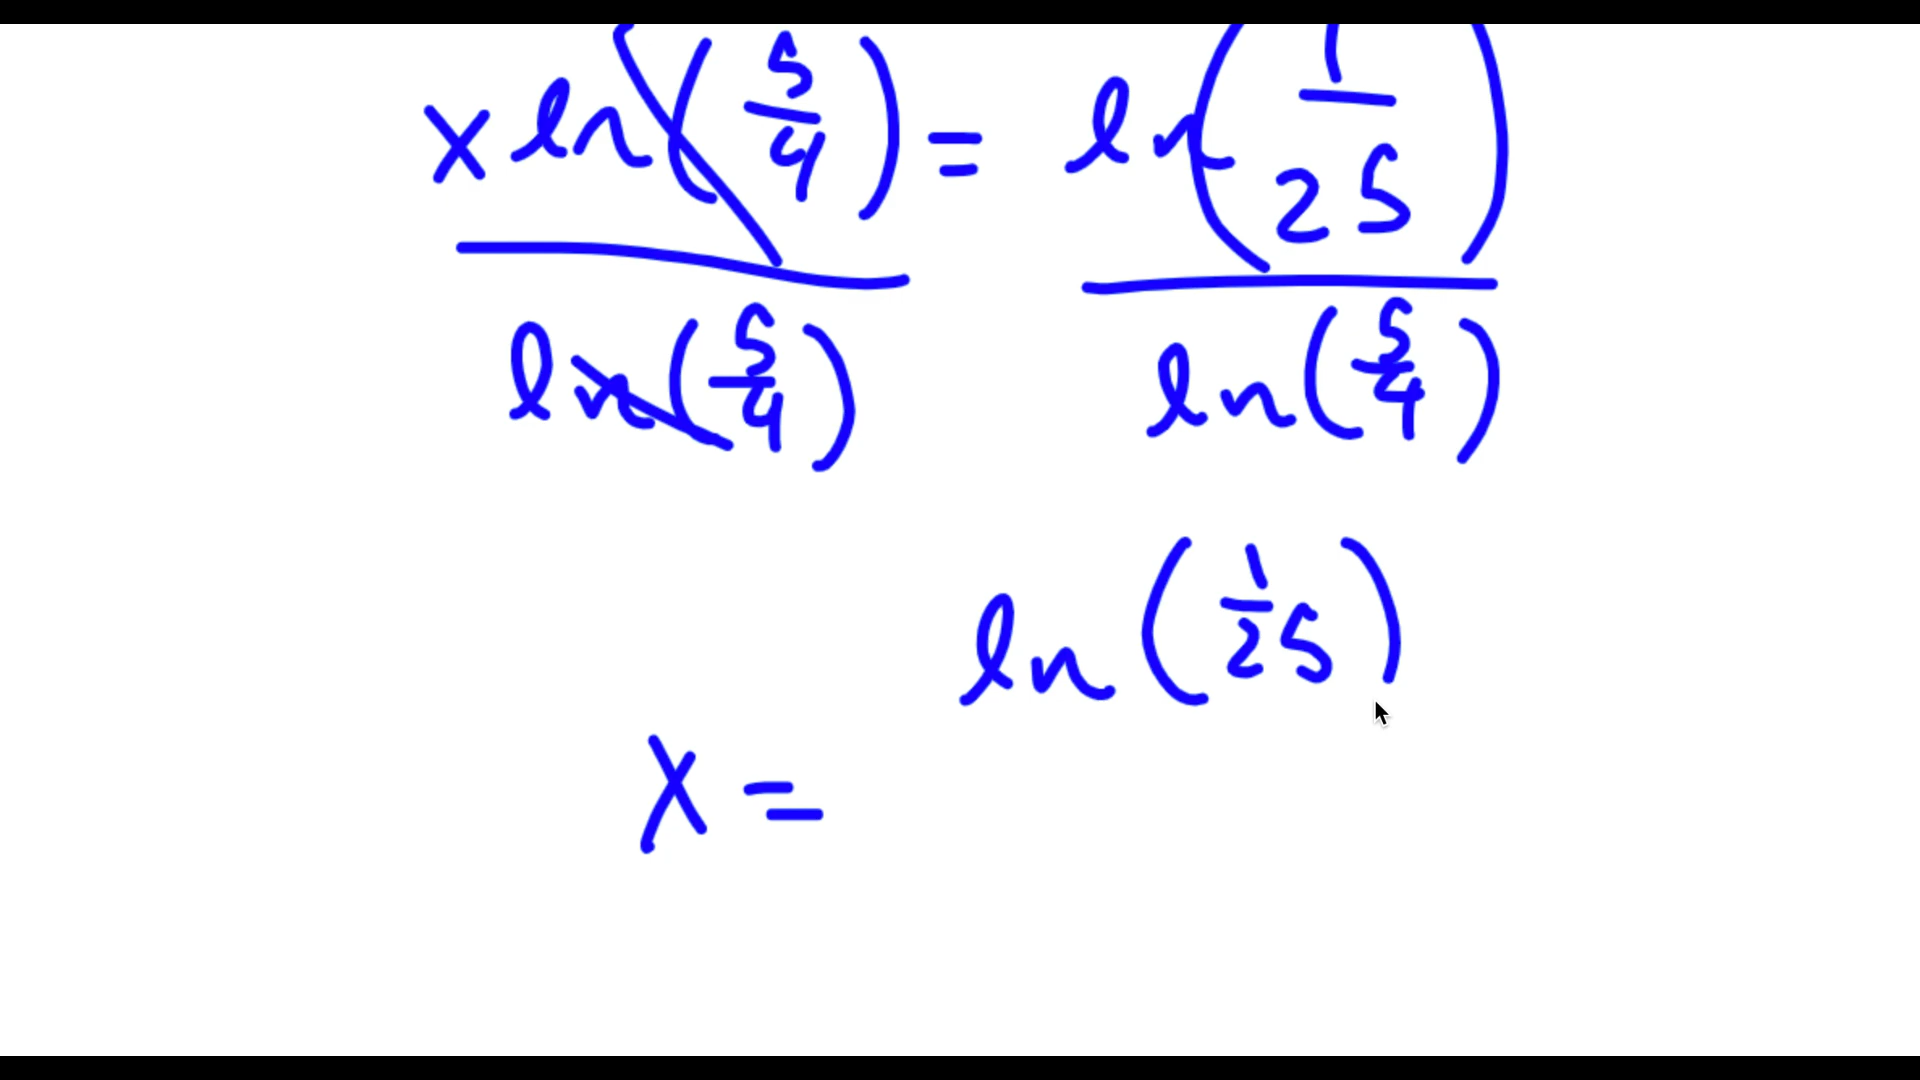 x ln(5/4) = ln(1/25)
ln(5/4) ln(5/4)
ln(1/25)
x =